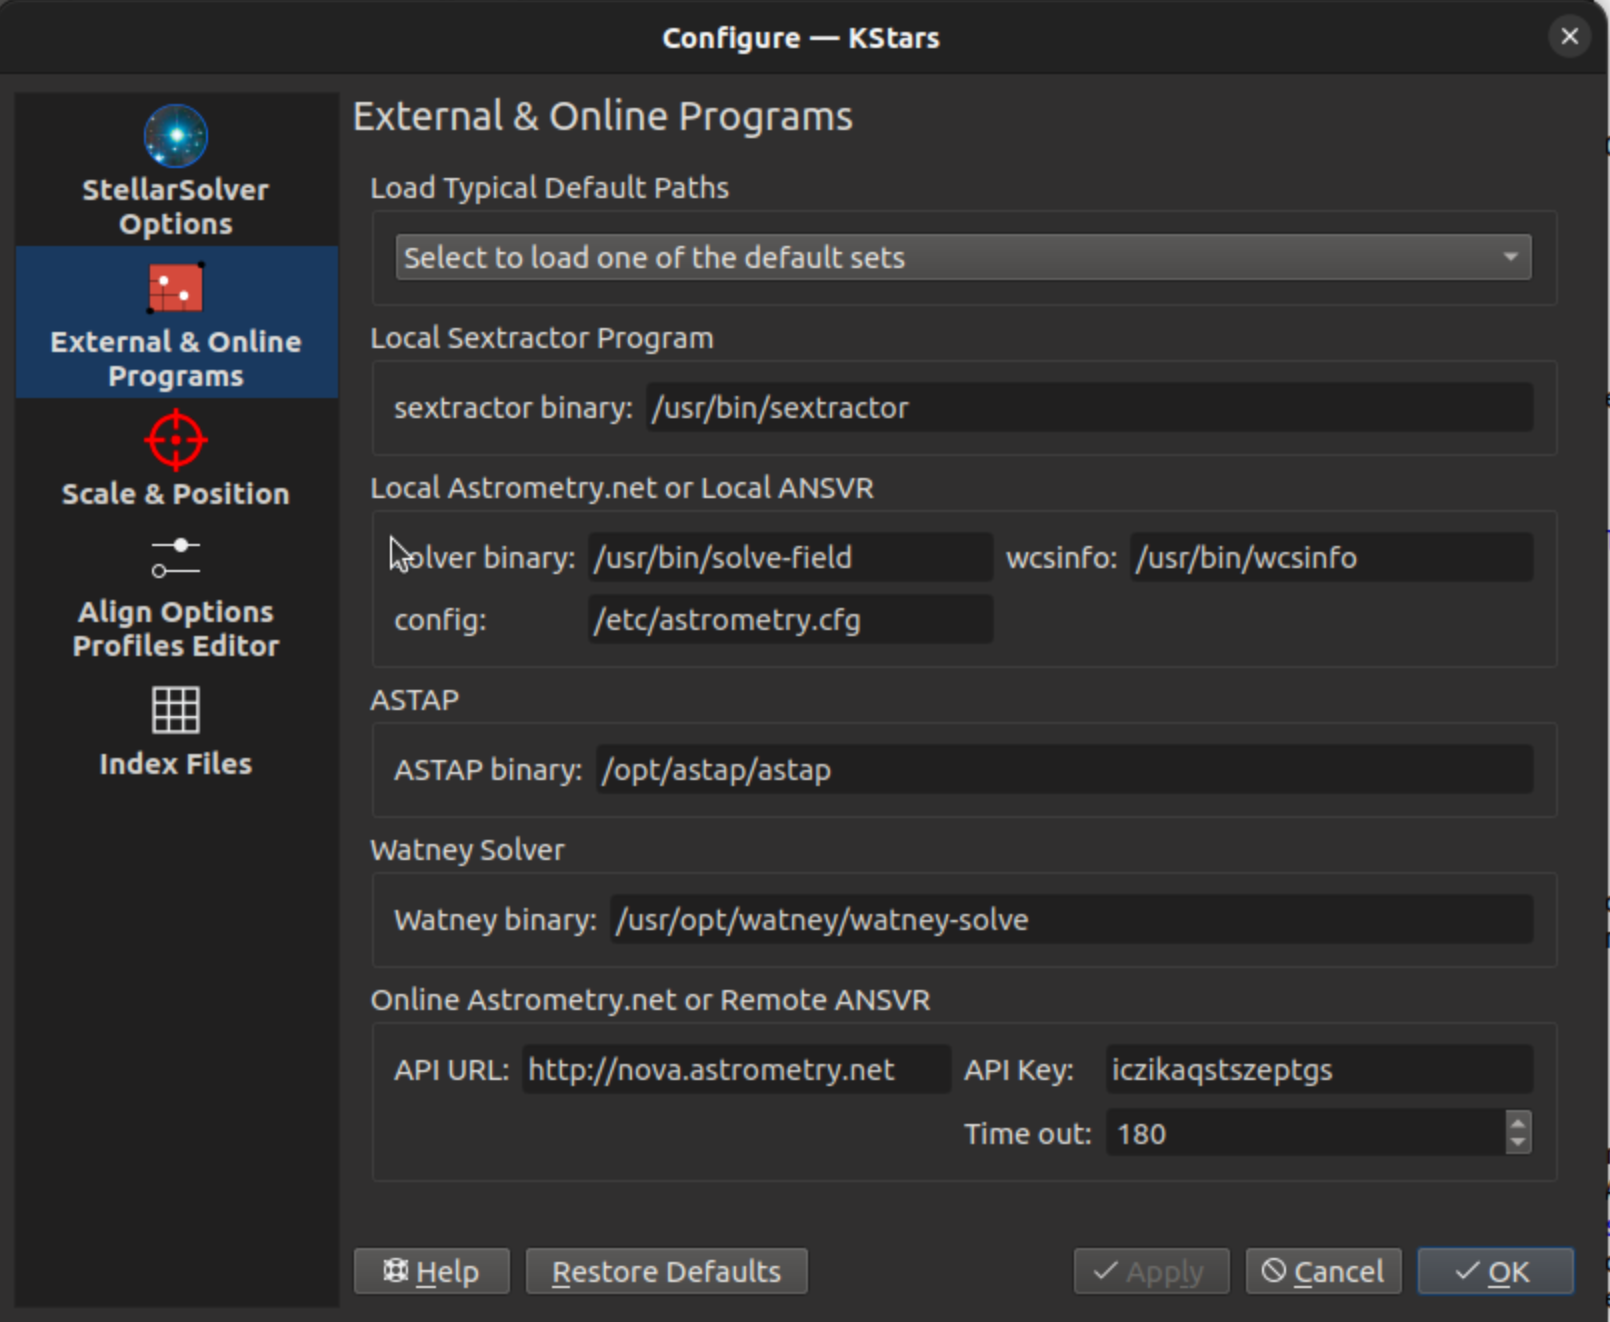 Configure — KStars
StellarSolver
Options
External & Online
Programs
Scale & Position
Align Options
Profiles Editor
Index Files
External & Online Programs
Load Typical Default Paths
Select to load one of the default sets
Local Sextractor Program
sextractor binary: /usr/bin/sextractor
Local Astrometry.net or Local ANSVR
solver binary: /usr/bin/solve-field wcsinfo: /usr/bin/wcsinfo
config: /etc/astrometry.cfg
ASTAP
ASTAP binary: /opt/astap/astap
Watney Solver
Watney binary: /usr/opt/watney/watney-solve
Online Astrometry.net or Remote ANSVR
API URL: http://nova.astrometry.net API Key: iczikaqstszeptgs
Time out: 180
Help Restore Defaults Apply Cancel OK